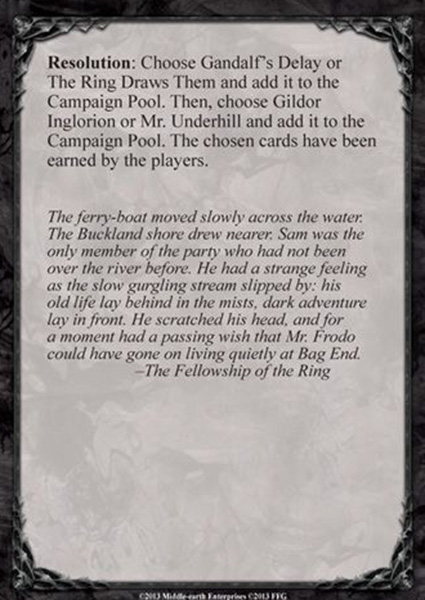 Resolution: Choose Gandalf's Delay or
The Ring Draws Them and add it to the
Campaign Pool. Then, choose Gildor
Inglorion or Mr. Underhill and add it to the
Campaign Pool. The chosen cards have been
earned by the players.
The ferry-boat moved slowly across the water.
The Buckland shore drew nearer. Sam was the
only member of the party who had not been
over the river before. He had a strange feeling
as the slow gurgling stream slipped by: his
old life lay behind in the mists, dark adventure
lay in front. He scratched his head, and for
a moment had a passing wish that Mr. Frodo
could have gone on living quietly at Bag End.
–The Fellowship of the Ring
©2013 Middle-earth Enterprises ©2013 FFG